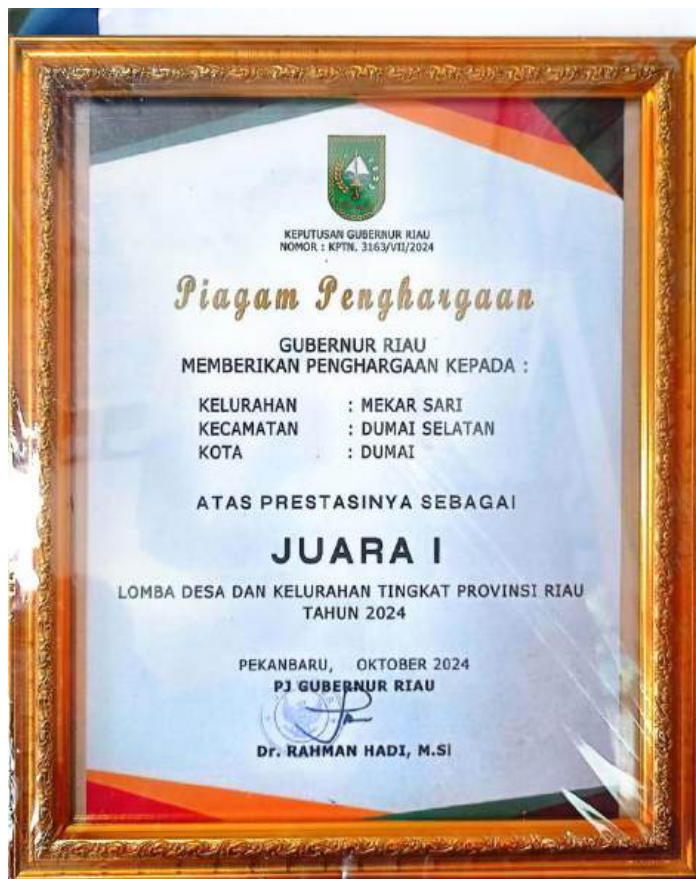 KEPUTUSAN GUBERNUR RIAU
NOMOR : KPTN. 3163/VII/2024
Piagam Penghargaan
GUBERNUR RIAU
MEMBERIKAN PENGHARGAAN KEPADA :
KELURAHAN : MEKAR SARI
KECAMATAN : DUMAI SELATAN
KOTA : DUMAI
ATAS PRESTASINYA SEBAGAI
JUARA I
LOMBA DESA DAN KELURAHAN TINGKAT PROVINSI RIAU
TAHUN 2024
PEKANBARU, OKTOBER 2024
PJ GUBERNUR RIAU
Dr. RAHMAN HADI, M.Si